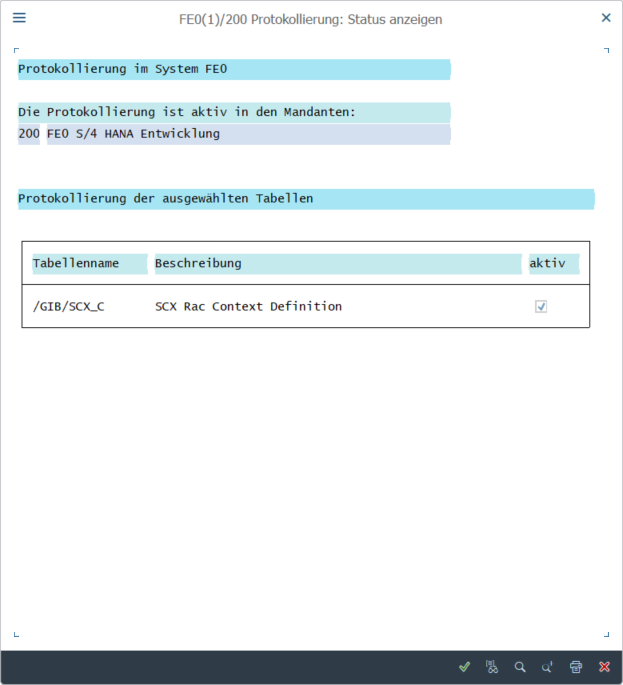 FE0(1)/200 Protokollierung: Status anzeigen
Protokollierung im System FE0
Die Protokollierung ist aktiv in den Mandanten:
200 FE0 S/4 HANA Entwicklung
Protokollierung der ausgewählten Tabellen
Tabellenname Beschreibung aktiv
/GIB/SCX_C SCX Rac Context Definition